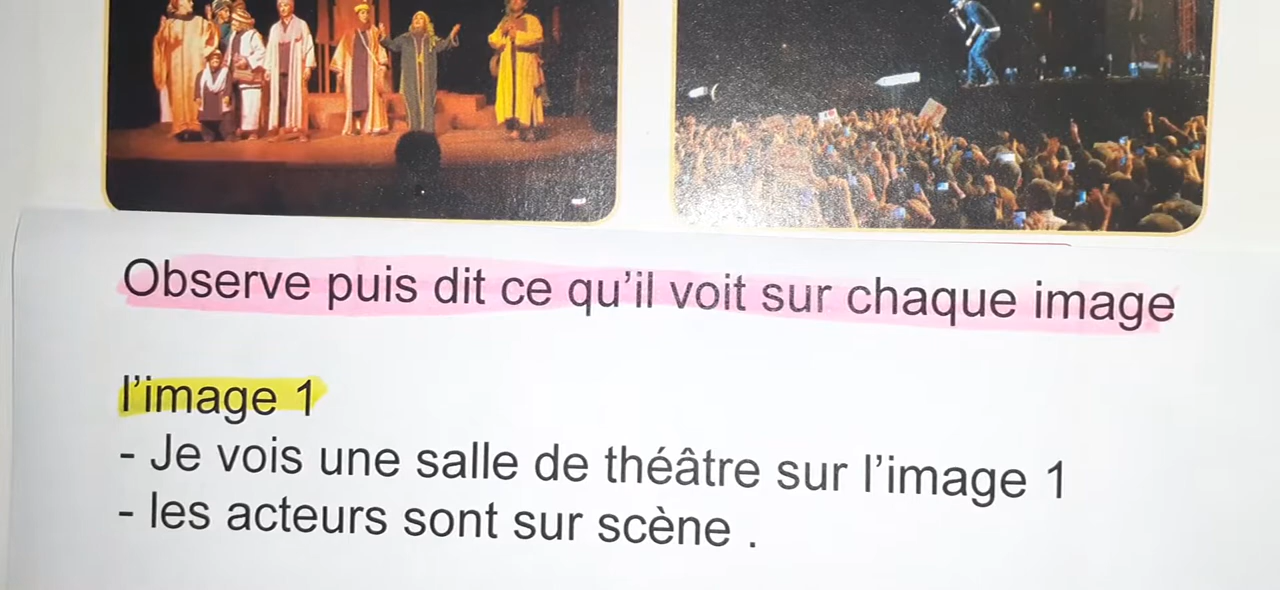 Observe puis dit ce qu'il voit sur chaque image
l'image 1
- Je vois une salle de théâtre sur l'image 1
- les acteurs sont sur scène .